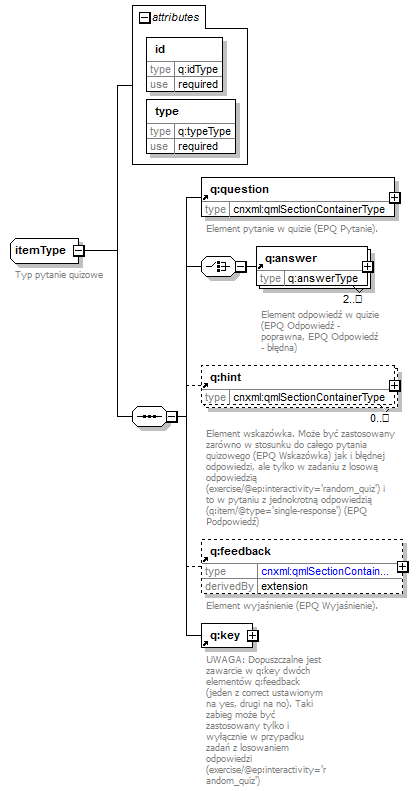 attributes
id
type q:idType
use required
type
type q:typeType
use required
itemType
Typ pytanie quizowe
q:question
type cnxml:qmlSectionContainerType
Element pytanie w quizie (EPQ Pytanie).
q:answer
type q:answerType
2..
Element odpowiedź w quizie
(EPQ Odpowiedź -
poprawna, EPQ Odpowiedź
- błędna)
q:hint
type cnxml:qmlSectionContainerType
0..
Element wskazówka. Może być zastosowany
zarówno w stosunku do całego pytania
quizowego (EPQ Wskazówka) jak i błędnej
odpowiedzi, ale tylko w zadaniu z losową
odpowiedzią
(exercise/@ep:interactivity='random_quiz') i
to w pytaniu z jednokrotną odpowiedzią
(q:item/@type='single-response') (EPQ
Podpowiedź)
q:feedback
type cnxml:qmlSectionContain...
derivedBy extension
Element wyjaśnienie (EPQ Wyjaśnienie).
q:key
UWAGA: Dopuszczalne jest
zawarcie w q:key dwóch
elementów q:feedback
(jeden z correct ustawionym
na yes, drugi na no). Taki
zabieg może być
zastosowany tylko i
wyłącznie w przypadku
zadań z losowaniem
odpowiedzi
(exercise/@ep:interactivity='r
andom_quiz')